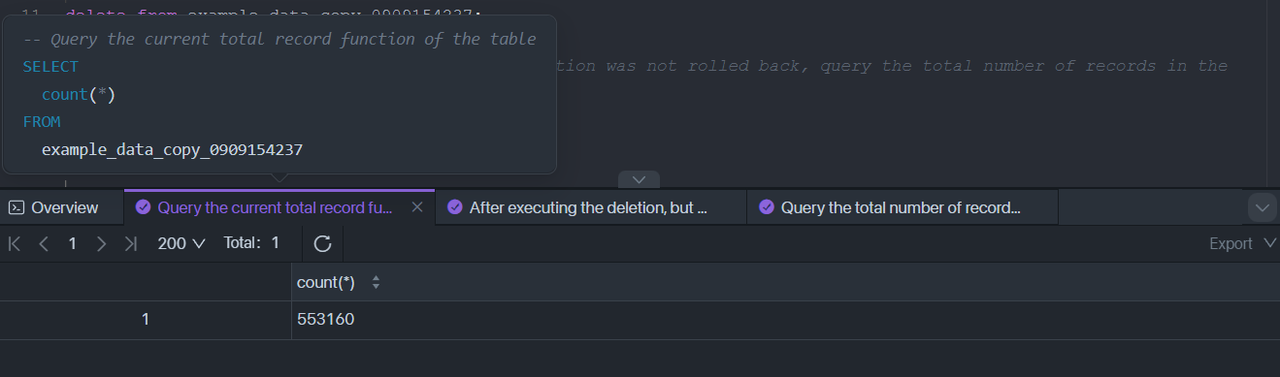 11 delete from example_data_copy_0909154237;
-- Query the current total record function of the table
SELECT
tion was not rolled back, query the total number of records in the
count(*)
FROM
example_data_copy_0909154237
Overview
Query the current total record fu...
After executing the deletion, but ...
Query the total number of record...
1
200
Total: 1
Export
count(*)
1
553160